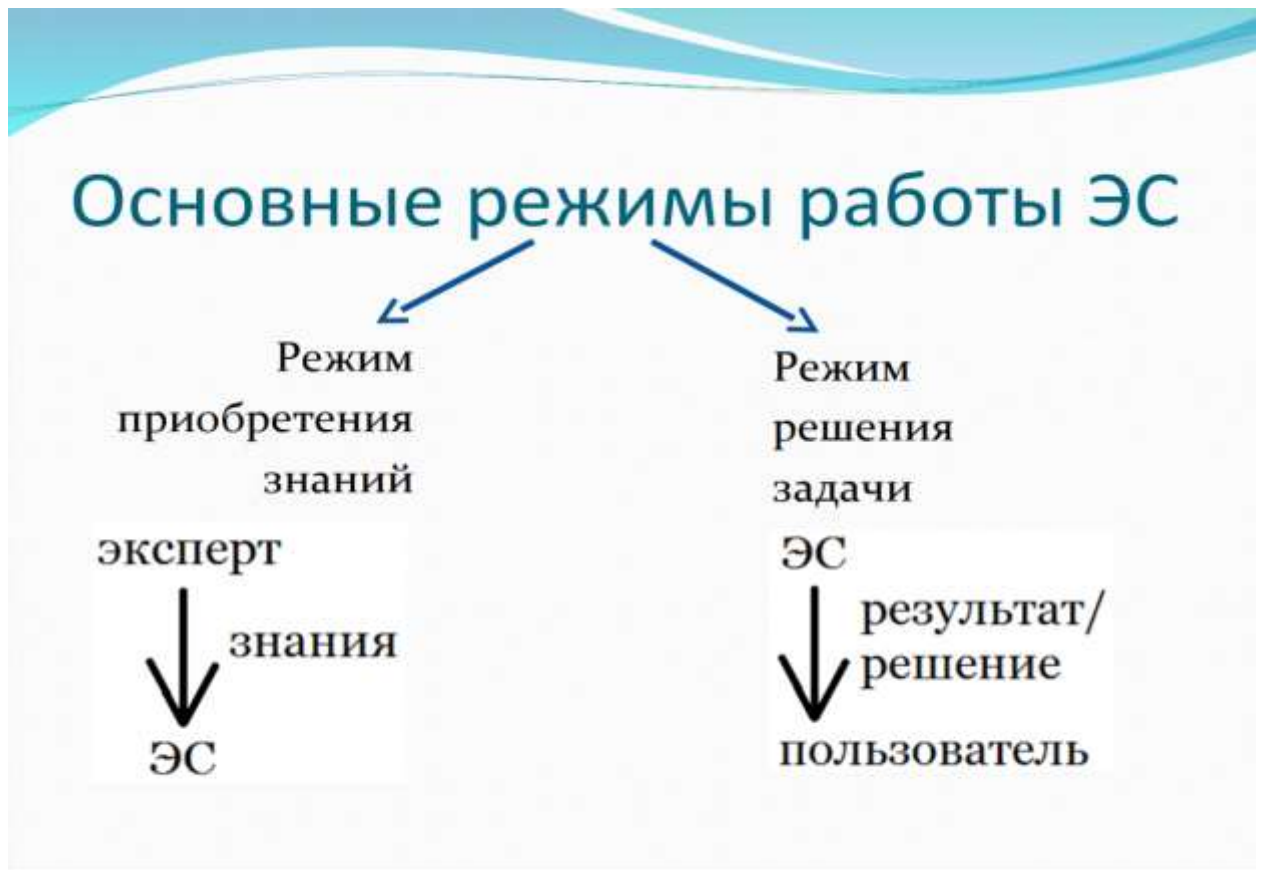 Основные режимы работы ЭС
Режим
приобретения
знаний
эксперт
знания
ЭС
Режим
решения
задачи
ЭС
результат/
решение
пользователь